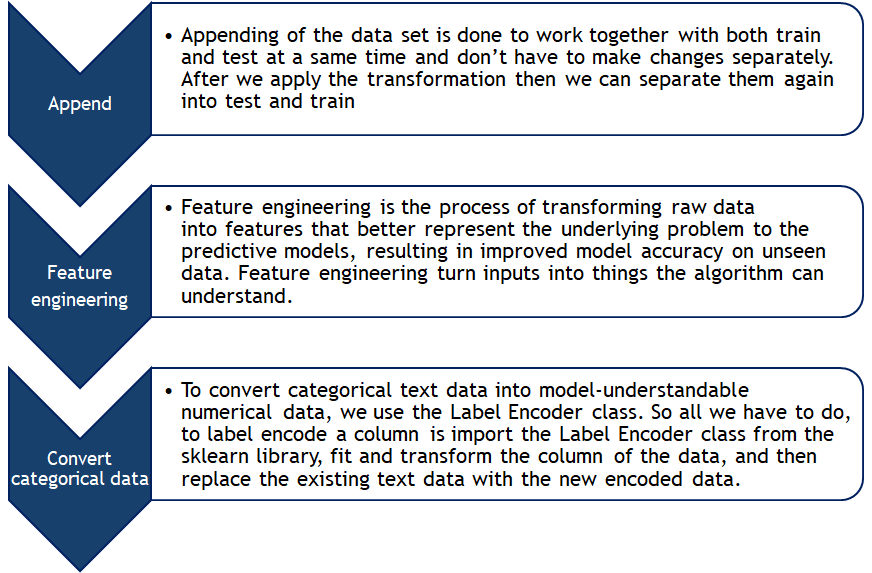 Append
• Appending of the data set is done to work together with both train
and test at a same time and don’t have to make changes separately.
After we apply the transformation then we can separate them again
into test and train
Feature
engineering
• Feature engineering is the process of transforming raw data
into features that better represent the underlying problem to the
predictive models, resulting in improved model accuracy on unseen
data. Feature engineering turn inputs into things the algorithm can
understand.
Convert
categorical data
• To convert categorical text data into model-understandable
numerical data, we use the Label Encoder class. So all we have to do,
to label encode a column is import the Label Encoder class from the
sklearn library, fit and transform the column of the data, and then
replace the existing text data with the new encoded data.